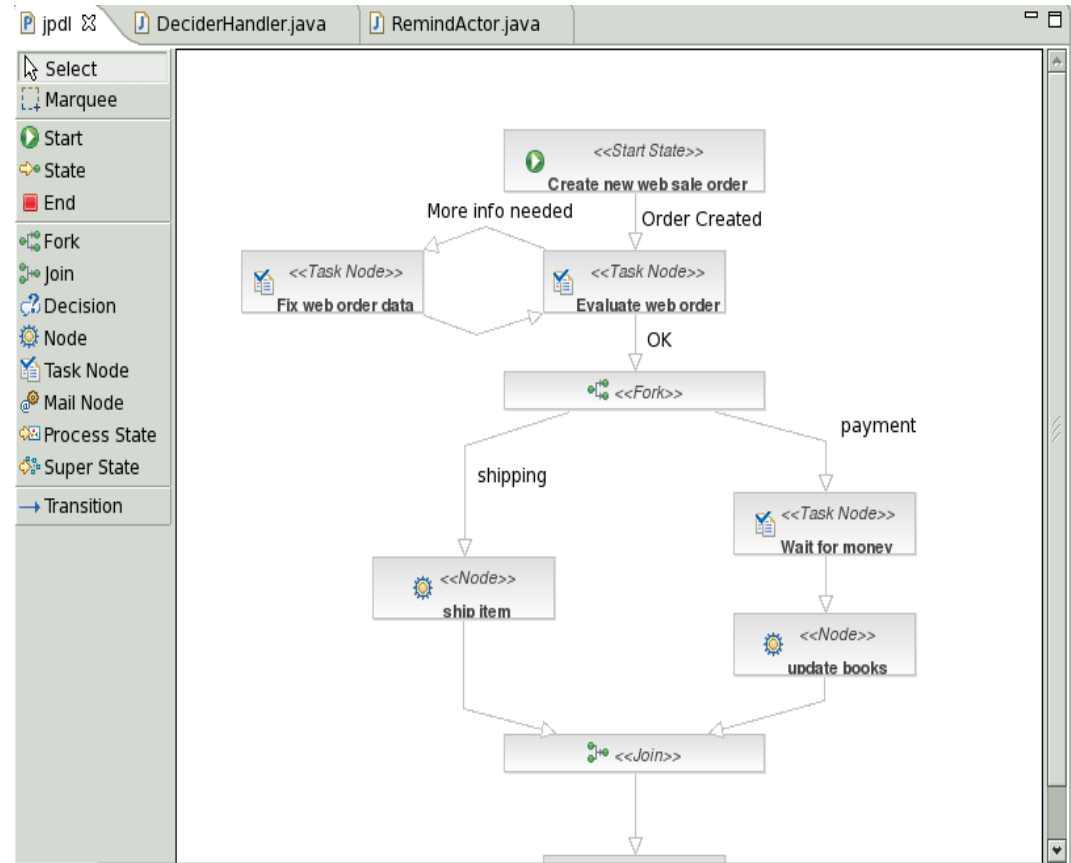 jpdl
DeciderHandler.java
RemindActor.java
Select
Marquee
Start
State
End
Fork
Join
Decision
Node
Task Node
Mail Node
Process State
Super State
Transition
<<Start State>>
Create new web sale order
More info needed
Order Created
<<Task Node>>
Fix web order data
<<Task Node>>
Evaluate web order
OK
<<Fork>>
payment
shipping
<<Task Node>>
Wait for money
<<Node>>
ship item
<<Node>>
update books
<<Join>>